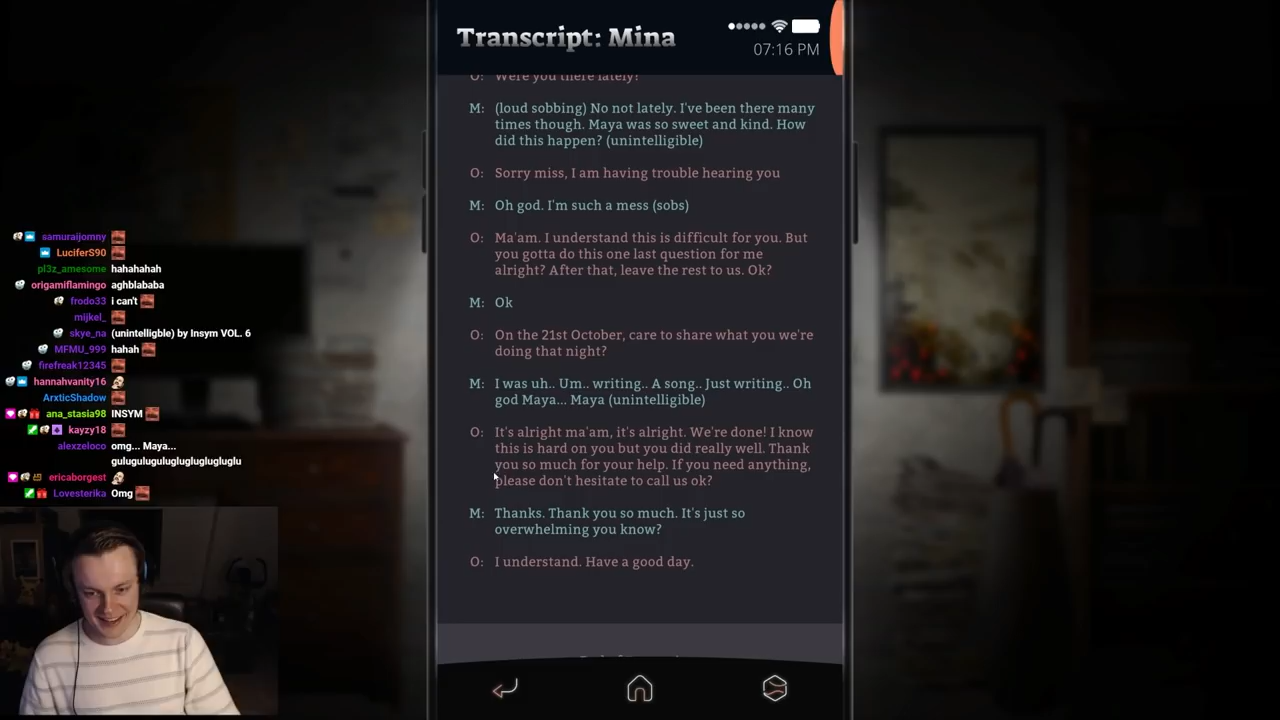 Transcript: Mina
07:16 PM
O: Were you there lately?
M: (loud sobbing) No not lately. I've been there many
times though. Maya was so sweet and kind. How
did this happen? (unintelligible)
O: Sorry miss, I am having trouble hearing you
M: Oh god. I'm such a mess (sobs)
O: Ma'am. I understand this is difficult for you. But
you gotta do this one last question for me
alright? After that, leave the rest to us. Ok?
M: Ok
O: On the 21st October, care to share what you we're
doing that night?
M: I was uh.. Um.. writing.. A song.. Just writing.. Oh
god Maya... Maya (unintelligible)
O: It's alright ma'am, it's alright. We're done! I know
this is hard on you but you did really well. Thank
you so much for your help. If you need anything,
please don't hesitate to call us ok?
M: Thanks. Thank you so much. It's just so
overwhelming you know?
O: I understand. Have a good day.
samuraijomny
LuciferS90
pl3z_amesome hahahahah
origamiflamingo aghblababa
frodo33 i can't
mijkel_
skye_na (unintelligble) by Insym VOL. 6
MFMU_999 hahah
firefreak12345
hannahvanity16
ArxticShadow
ana_stasia98 INSYM
kayzy18
alexzeloco omg... Maya...
guluguluguluglugluglugluglu
ericaborgest
Lovesterika Omg